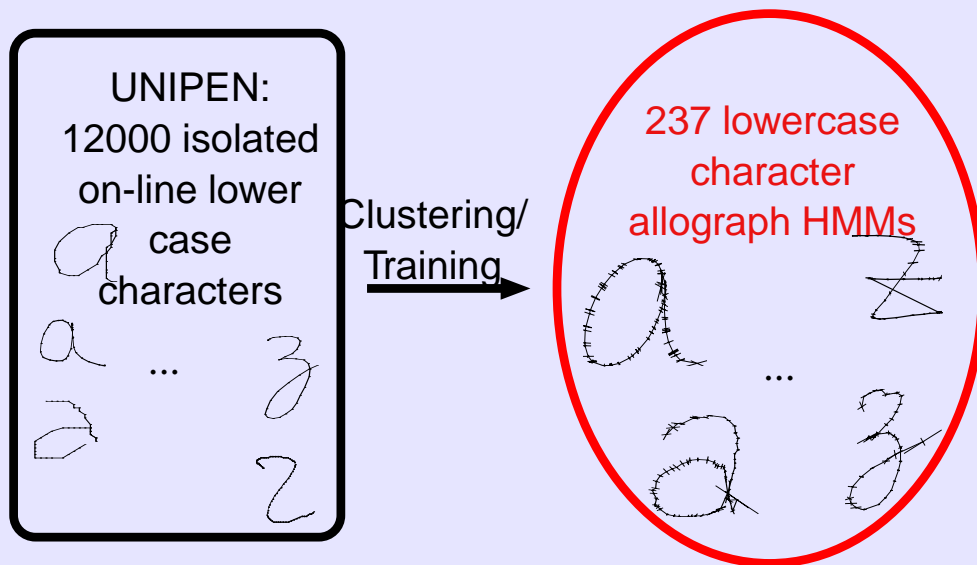 UNIPEN:
12000 isolated
on-line lower
case
characters
a
a
...
z
a
z
Clustering/
Training
237 lowercase
character
allograph HMMs
a
z
...
a
z